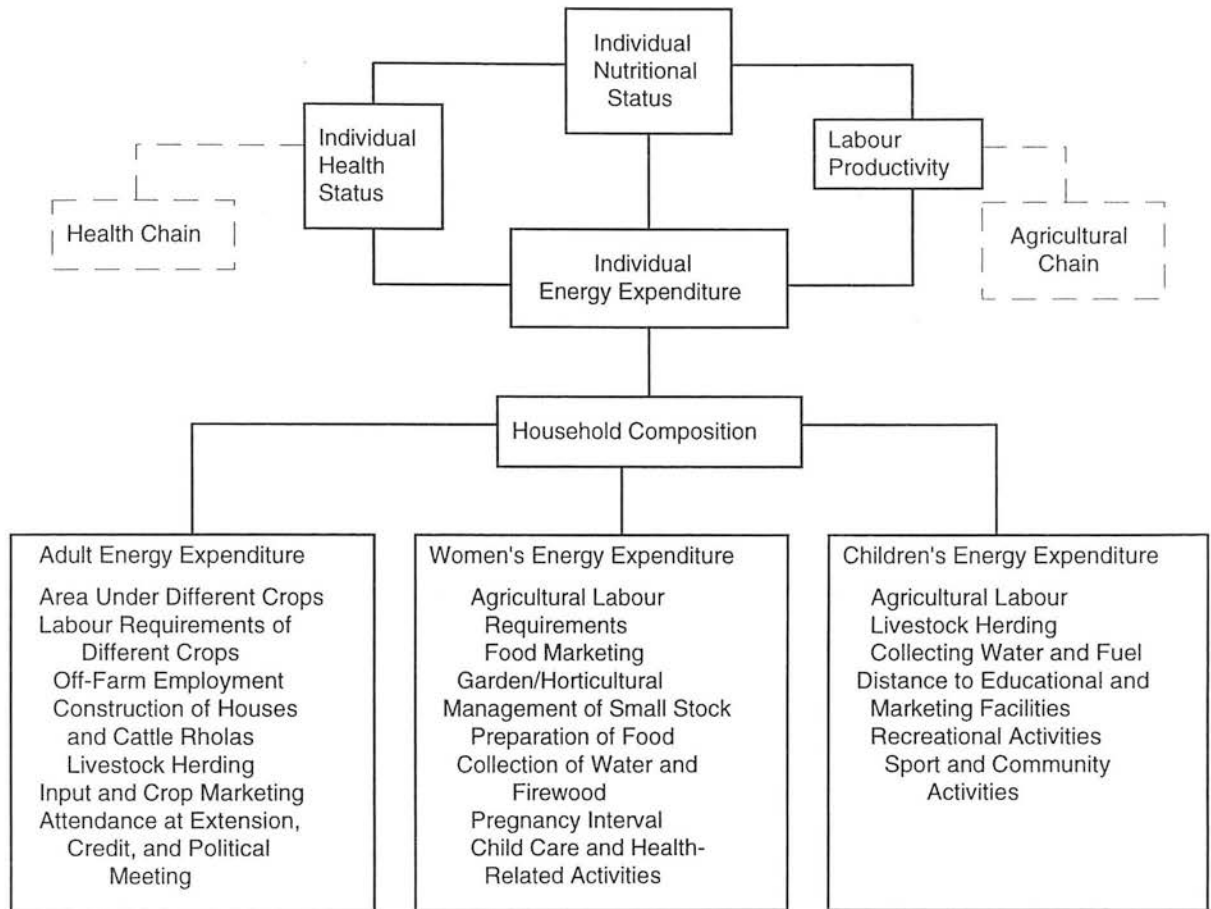 Individual
Nutritional
Status
Individual
Health
Status
Labour
Productivity
Health Chain
Agricultural
Chain
Individual
Energy Expenditure
Household Composition
Adult Energy Expenditure
Area Under Different Crops
Labour Requirements of
Different Crops
Off-Farm Employment
Construction of Houses
and Cattle Rholas
Livestock Herding
Input and Crop Marketing
Attendance at Extension,
Credit, and Political
Meeting
Women's Energy Expenditure
Agricultural Labour
Requirements
Food Marketing
Garden/Horticultural
Management of Small Stock
Preparation of Food
Collection of Water and
Firewood
Pregnancy Interval
Child Care and Health-
Related Activities
Children's Energy Expenditure
Agricultural Labour
Livestock Herding
Collecting Water and Fuel
Distance to Educational and
Marketing Facilities
Recreational Activities
Sport and Community
Activities